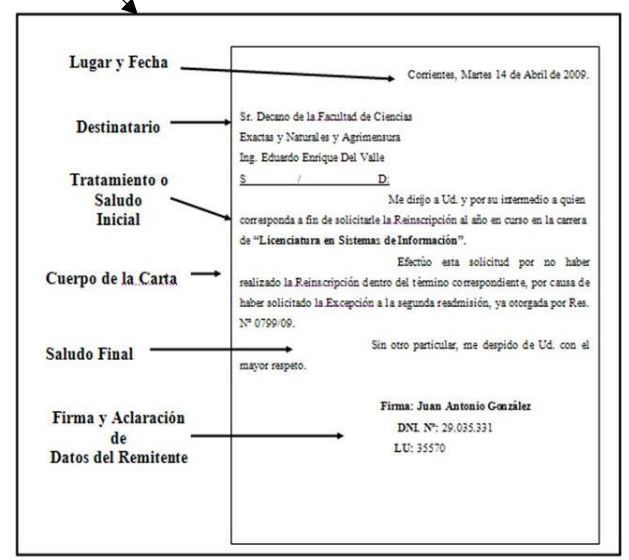 Lugar y Fecha
Corrientes, Martes 14 de Abril de 2009.
Destinatario
Sr. Decano de la Facultad de Ciencias
Exactas y Naturales y Agrimensura
Ing. Eduardo Enrique Del Valle
S / D:
Tratamiento o
Saludo
Inicial
Me dirijo a Ud. y por su intermedio a quien
corresponda a fin de solicitarle la Reinscripción al año en curso en la carrera
de “Licenciatura en Sistemas de Información”.
Cuerpo de la Carta
Efectúo esta solicitud por no haber
realizado la Reinscripción dentro del término correspondiente, por causa de
haber solicitado la Excepción a la segunda readmisión, ya otorgada por Res.
Nº 0799/09.
Saludo Final
Sin otro particular, me despido de Ud. con el
mayor respeto.
Firma y Aclaración
de
Datos del Remitente
Firma: Juan Antonio González
DNI. Nº: 29.035.331
LU: 35570